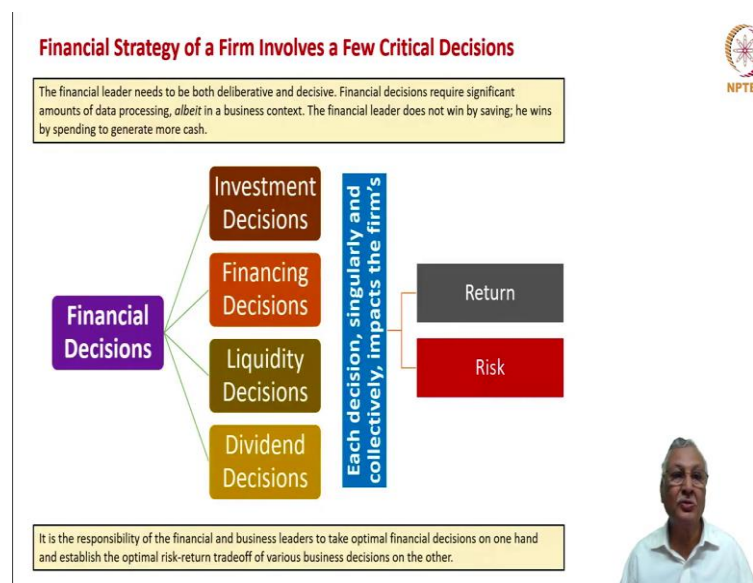 Financial Strategy of a Firm Involves a Few Critical Decisions
The financial leader needs to be both deliberative and decisive. Financial decisions require significant
amounts of data processing, albeit in a business context. The financial leader does not win by saving; he wins
by spending to generate more cash.
NPTE
Financial
Decisions
Investment
Decisions
Financing
Decisions
Liquidity
Decisions
Dividend
Decisions
Each decision, singularly and
collectively, impacts the firm's
Return
Risk
It is the responsibility of the financial and business leaders to take optimal financial decisions on one hand
and establish the optimal risk-return tradeoff of various business decisions on the other.